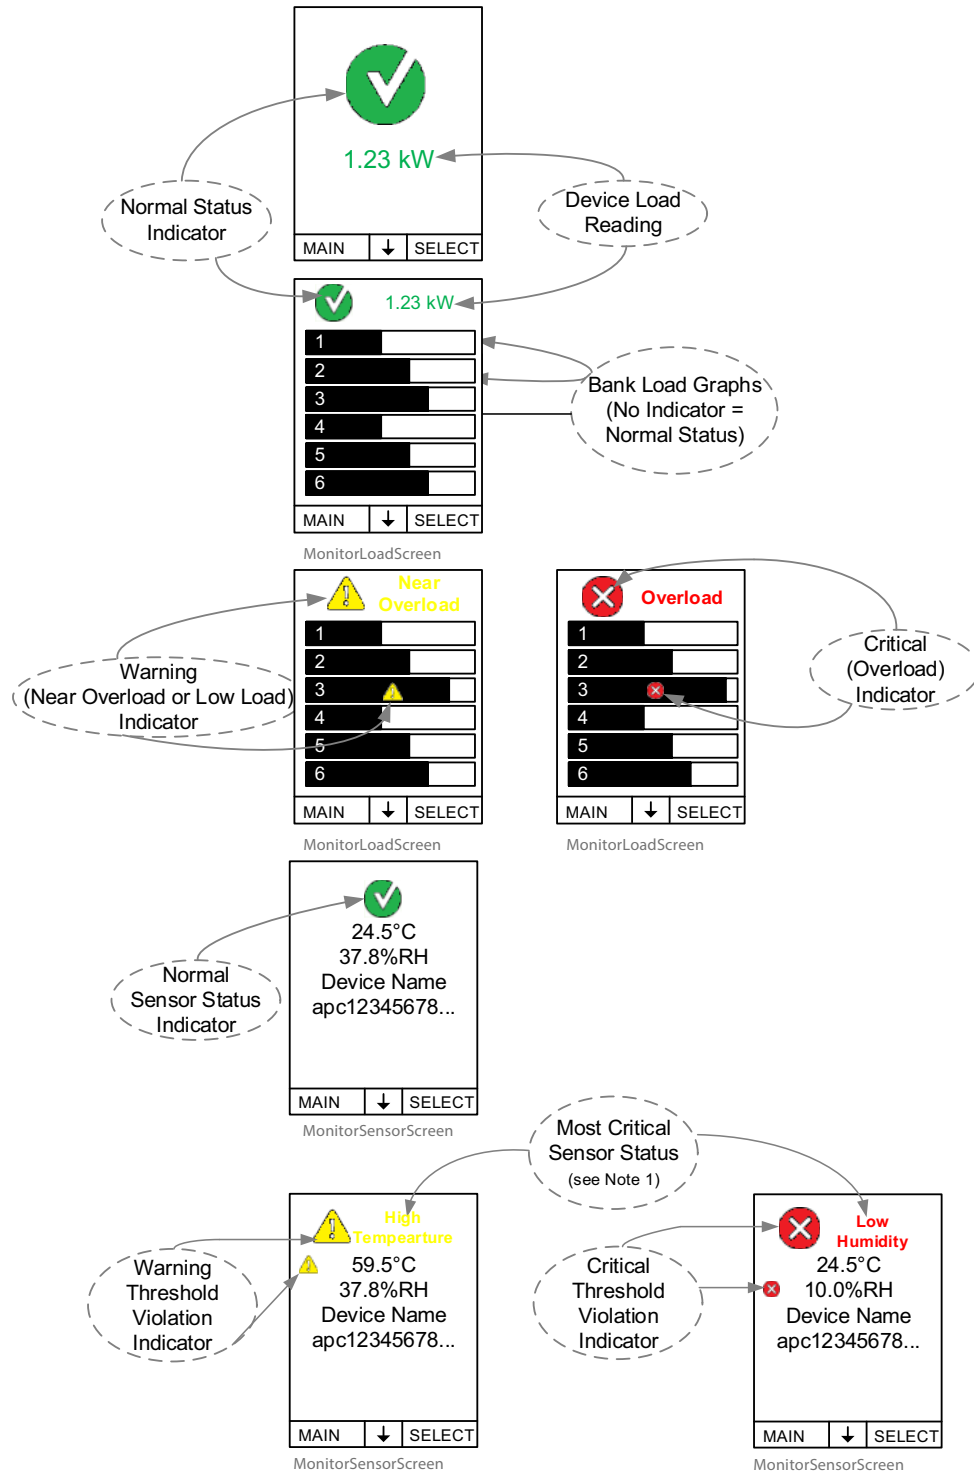 1.23 kW
Normal Status
Indicator
Device Load
Reading
MAIN
SELECT
1.23 kW
1
2
3
4
5
6
Bank Load Graphs
(No Indicator =
Normal Status)
MAIN
SELECT
MonitorLoadScreen
Near
Overload
1
2
3
4
5
6
Warning
(Near Overload or Low Load)
Indicator
MAIN
SELECT
MonitorLoadScreen
Overload
1
2
3
4
5
6
Critical
(Overload)
Indicator
MAIN
SELECT
MonitorLoadScreen
24.5°C
37.8%RH
Device Name
apc12345678...
Normal
Sensor Status
Indicator
MAIN
SELECT
MonitorSensorScreen
Most Critical
Sensor Status
(see Note 1)
High
Tempearture
59.5°C
37.8%RH
Device Name
apc12345678...
Warning
Threshold
Violation
Indicator
MAIN
SELECT
MonitorSensorScreen
Critical
Threshold
Violation
Indicator
Low
Humidity
24.5°C
10.0%RH
Device Name
apc12345678...
MAIN
SELECT
MonitorSensorScreen